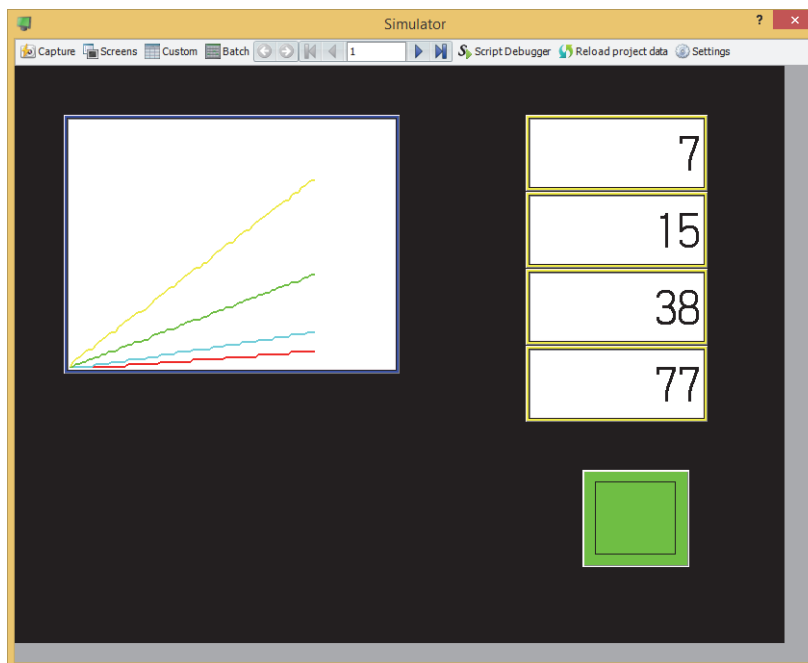 Simulator
?
Capture Screens Custom Batch 1 Script Debugger Reload project data Settings
7
15
38
77